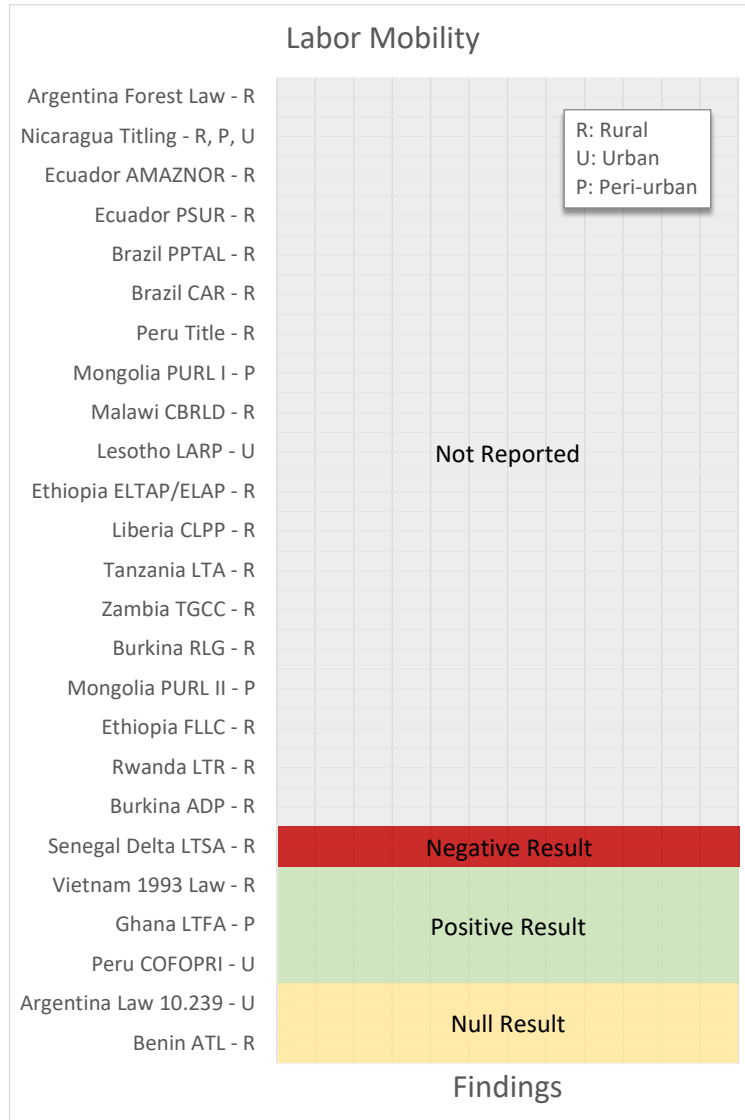 Labor Mobility
Argentina Forest Law - R
Nicaragua Titling - R, P, U
Ecuador AMAZNOR - R
Ecuador PSUR - R
Brazil PPTAL - R
Brazil CAR - R
Peru Title - R
Mongolia PURL I - P
Malawi CBRLD - R
Lesotho LARP - U
Ethiopia ELTAP/ELAP - R
Liberia CLPP - R
Tanzania LTA - R
Zambia TGCC - R
Burkina RLG - R
Mongolia PURL II - P
Ethiopia FLLC - R
Rwanda LTR - R
Burkina ADP - R
Senegal Delta LTSA - R
Vietnam 1993 Law - R
Ghana LTFA - P
Peru COFOPRI - U
Argentina Law 10.239 - U
Benin ATL - R
R: Rural
U: Urban
P: Peri-urban
Not Reported
Negative Result
Positive Result
Null Result
Findings